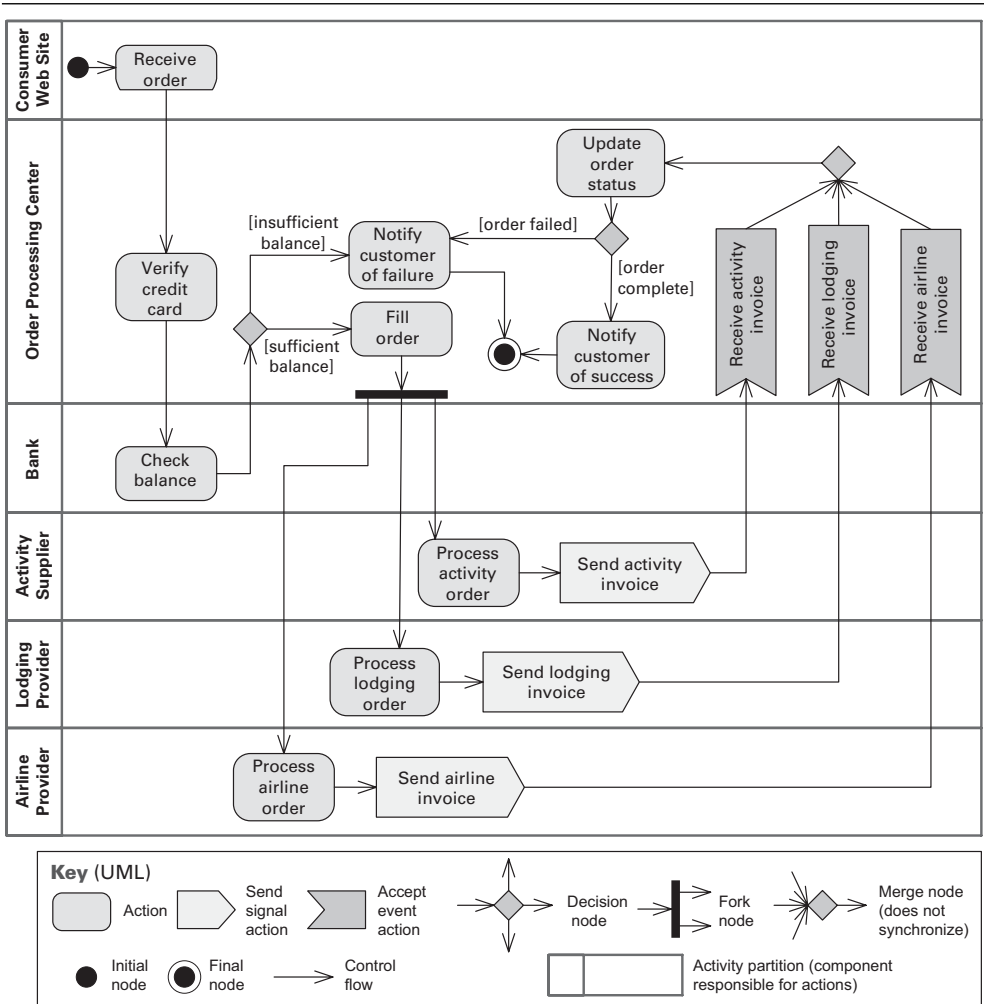 Consumer
Web Site
Receive
order
Order Processing Center
Update
order
status
[insufficient
balance]
Notify
customer
of failure
[order failed]
[order
complete]
Verify
credit
card
Fill
order
[sufficient
balance]
Notify
customer
of success
Receive activity
invoice
Receive lodging
invoice
Receive airline
invoice
Bank
Check
balance
Activity
Supplier
Process
activity
order
Send activity
invoice
Lodging
Provider
Process
lodging
order
Send lodging
invoice
Airline
Provider
Process
airline
order
Send airline
invoice
Key (UML)
Action
Send
signal
action
Accept
event
action
Decision
node
Fork
node
Merge node
(does not
synchronize)
Initial
node
Final
node
Control
flow
Activity partition (component
responsible for actions)